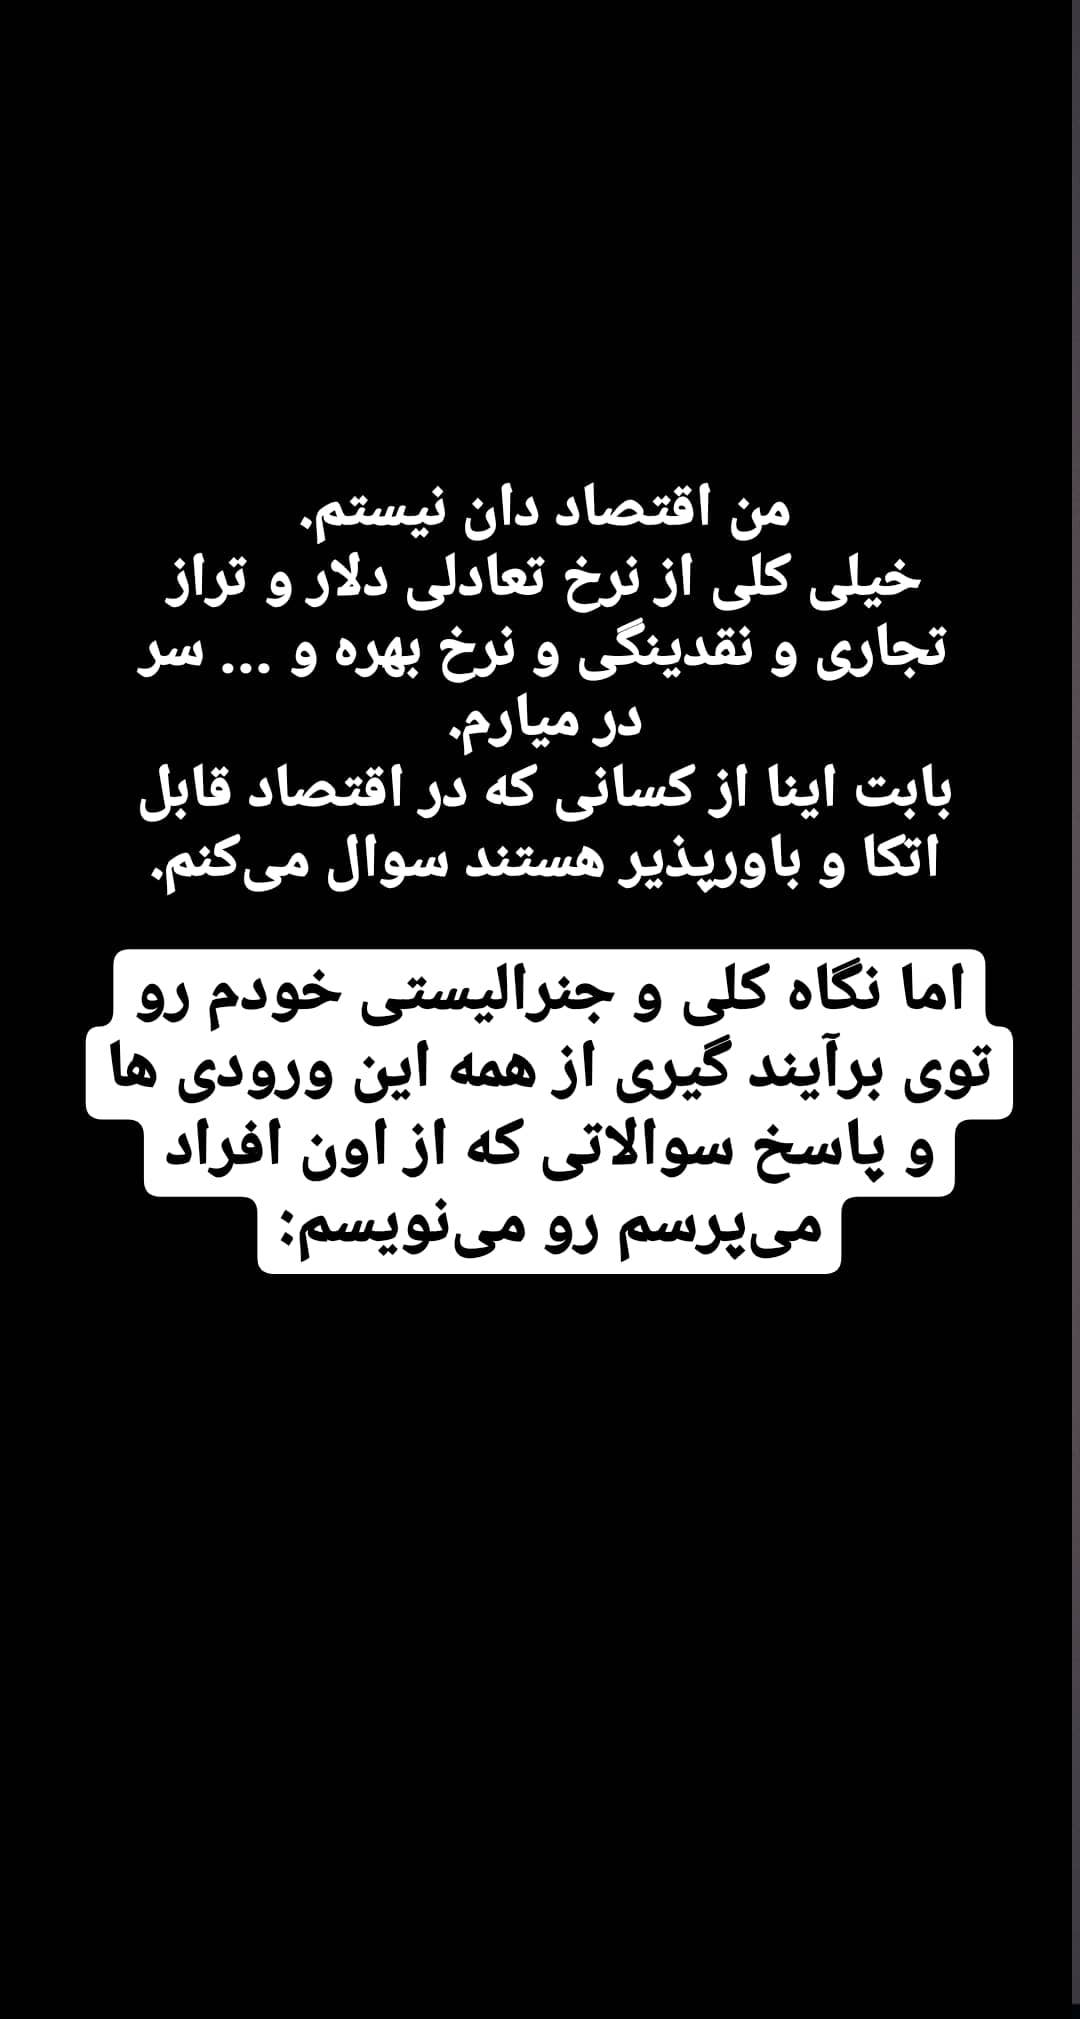 من اقتصاد دان نیستم.
خیلی کلی از نرخ تعادلی دلار و تراز
تجاری و نقدینگی و نرخ بهره و ... سر
در میارم.
بابت اینا از کسانی که در اقتصاد قابل
اتکا و باورپذیر هستند سوال می‌کنم.
اما نگاه کلی و جنرالیستی خودم رو
توی برآیند گیری از همه این ورودی ها
و پاسخ سوالاتی که از اون افراد
می‌پرسم رو می‌نویسم: